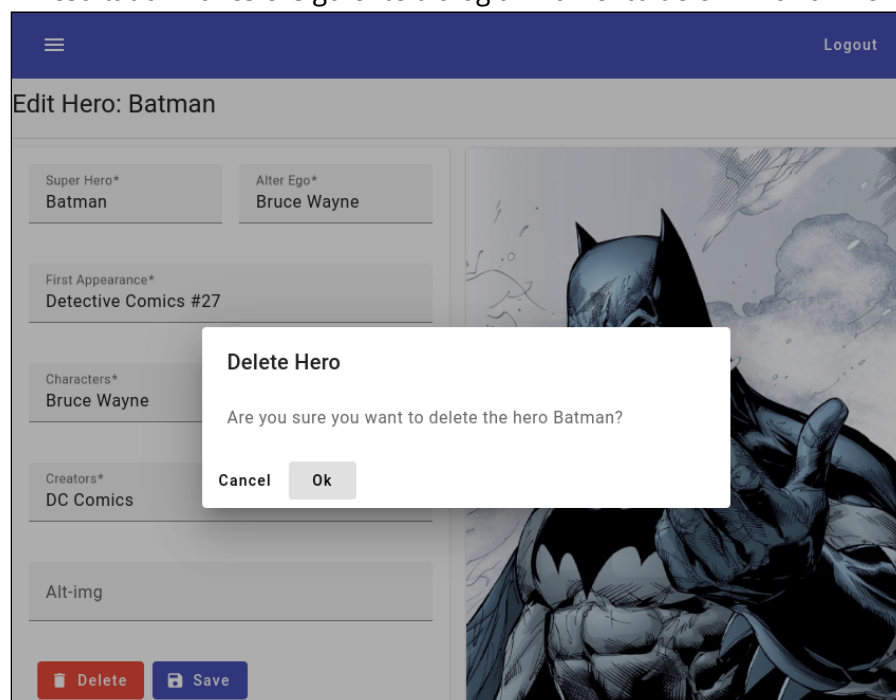 Logout
Edit Hero: Batman
Super Hero*
Batman
Alter Ego*
Bruce Wayne
First Appearance*
Detective Comics #27
Characters*
Bruce Wayne
Creators*
DC Comics
Alt-img
Delete
Save
Delete Hero
Are you sure you want to delete the hero Batman?
Cancel
Ok